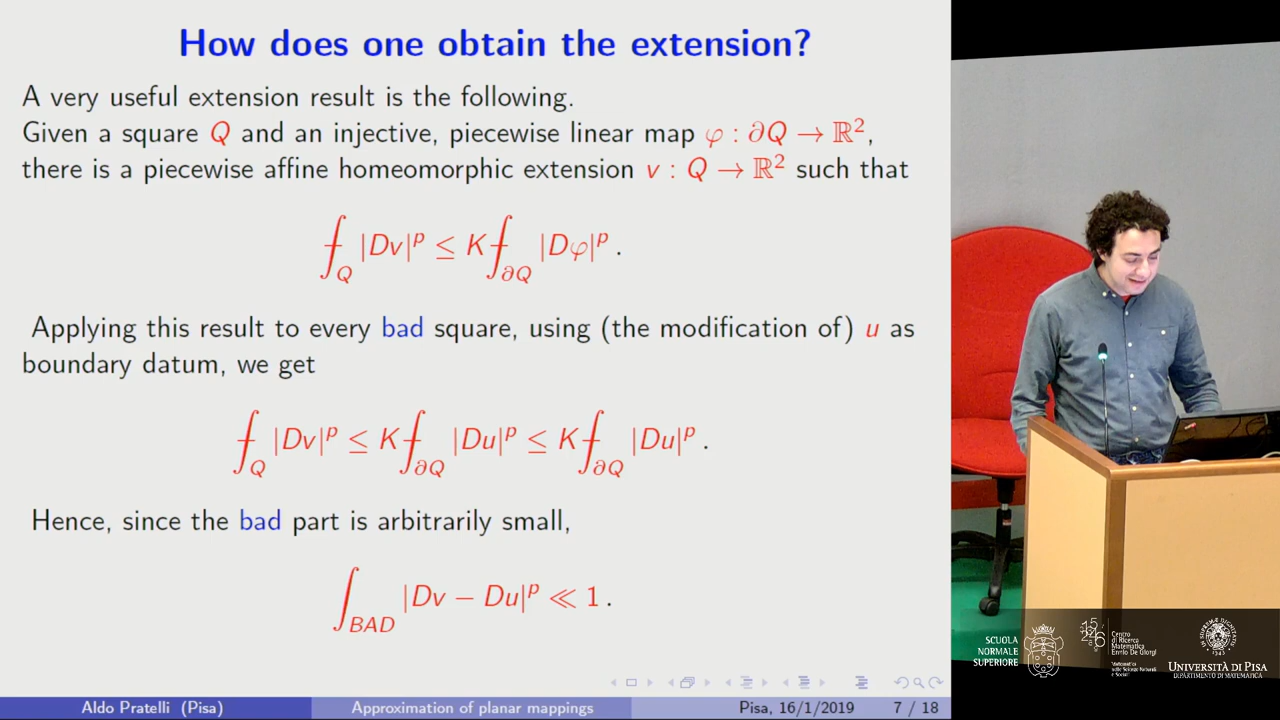 How does one obtain the extension?
A very useful extension result is the following.
Given a square Q and an injective, piecewise linear map φ : ∂Q → ℝ²,
there is a piecewise affine homeomorphic extension v : Q → ℝ² such that
⨍_Q |Dv|^p ≤ K ⨍_∂Q |Dφ|^p .
Applying this result to every bad square, using (the modification of) u as
boundary datum, we get
⨍_Q |Dv|^p ≤ K ⨍_∂Q |Du|^p ≤ K ⨍_∂Q |Du|^p .
Hence, since the bad part is arbitrarily small,
∫_BAD |Dv − Du|^p ≪ 1 .
Aldo Pratelli (Pisa)
Approximation of planar mappings
Pisa, 16/1/2019
7 / 18
SCUOLA
NORMALE
SUPERIORE
Centro
di Ricerca
Matematica
Ennio De Giorgi
UNIVERSITÀ DI PISA
DIPARTIMENTO DI MATEMATICA